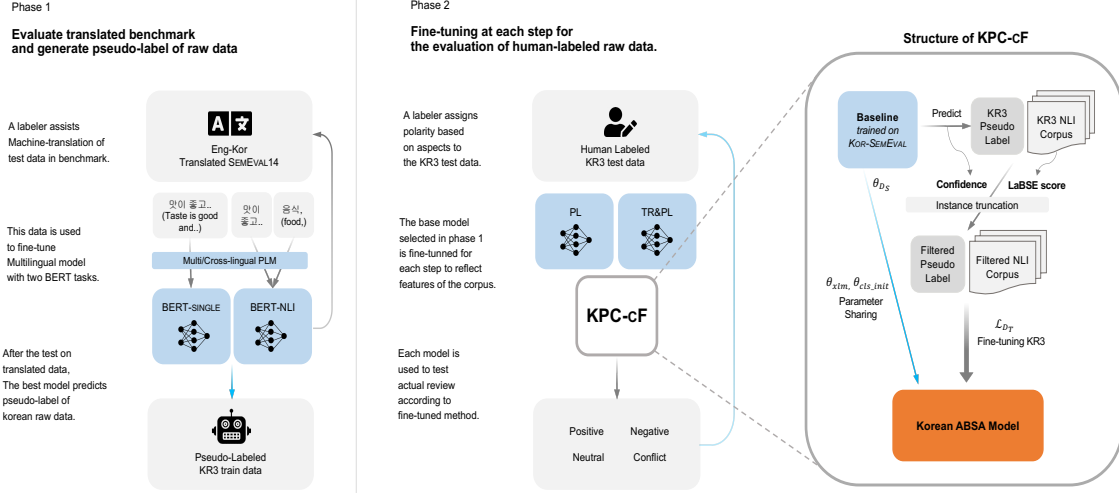 Phase 1
Evaluate translated benchmark
and generate pseudo-label of raw data
A labeler assists
Machine-translation of
test data in benchmark.
Eng-Kor
Translated SEMEVAL14
맛이 좋고..
(Taste is good
and..)
맛이
좋고..
음식,
(food,)
This data is used
to fine-tune
Multilingual model
with two BERT tasks.
Multi/Cross-lingual PLM
BERT-SINGLE
BERT-NLI
After the test on
translated data,
The best model predicts
pseudo-label of
korean raw data.
Pseudo-Labeled
KR3 train data
Phase 2
Fine-tuning at each step for
the evaluation of human-labeled raw data.
A labeler assigns
polarity based
on aspects to
the KR3 test data.
Human Labeled
KR3 test data
The base model
selected in phase 1
is fine-tunned for
each step to reflect
features of the corpus.
PL
TR&PL
KPC-CF
Each model is
used to test
actual review
according to
fine-tuned method.
Positive
Negative
Neutral
Conflict
Structure of KPC-CF
Baseline
trained on
KOR-SEMEVAL
Predict
KR3
Pseudo
Label
KR3 NLI
Corpus
θ_{D_S}
Confidence
LaBSE score
Instance truncation
Filtered
Pseudo
Label
Filtered NLI
Corpus
θ_{xlm}, θ_{cls_init}
Parameter
Sharing
ℒ_{D_T}
Fine-tuning KR3
Korean ABSA Model